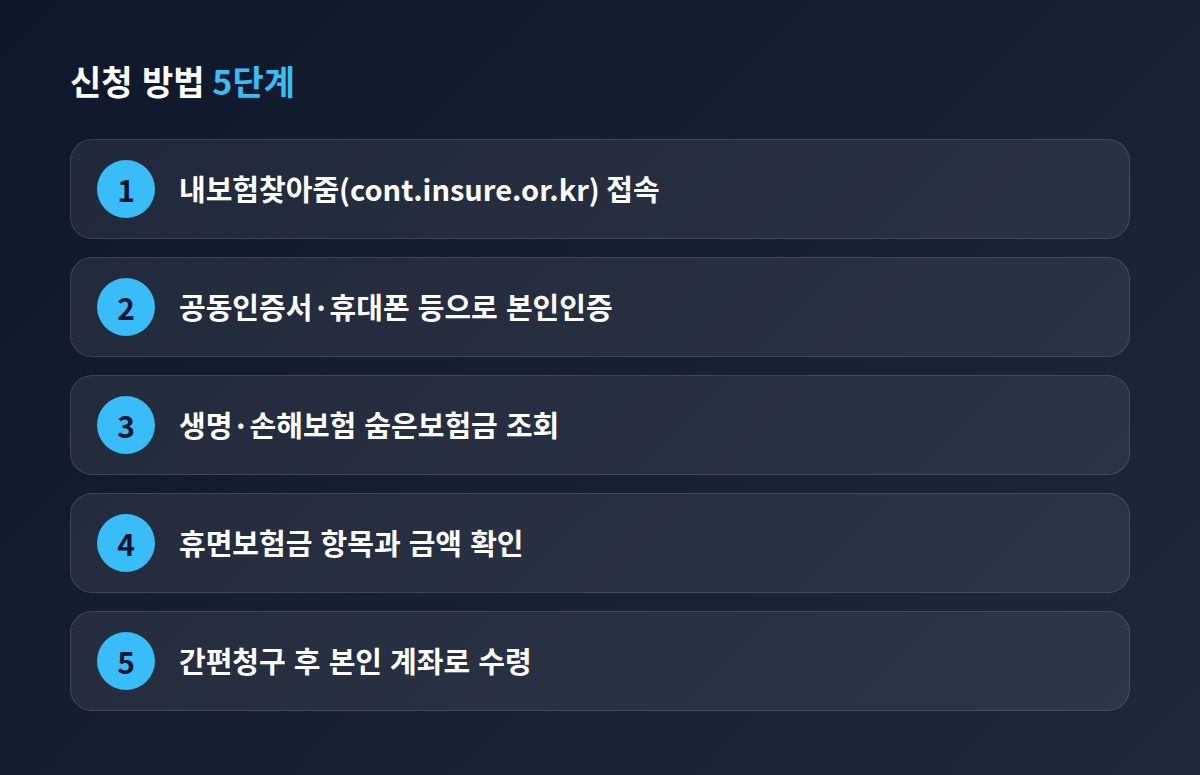 신청 방법 5단계
1 내보험찾아줌(cont.insure.or.kr) 접속
2 공동인증서·휴대폰 등으로 본인인증
3 생명·손해보험 숨은보험금 조회
4 휴면보험금 항목과 금액 확인
5 간편청구 후 본인 계좌로 수령